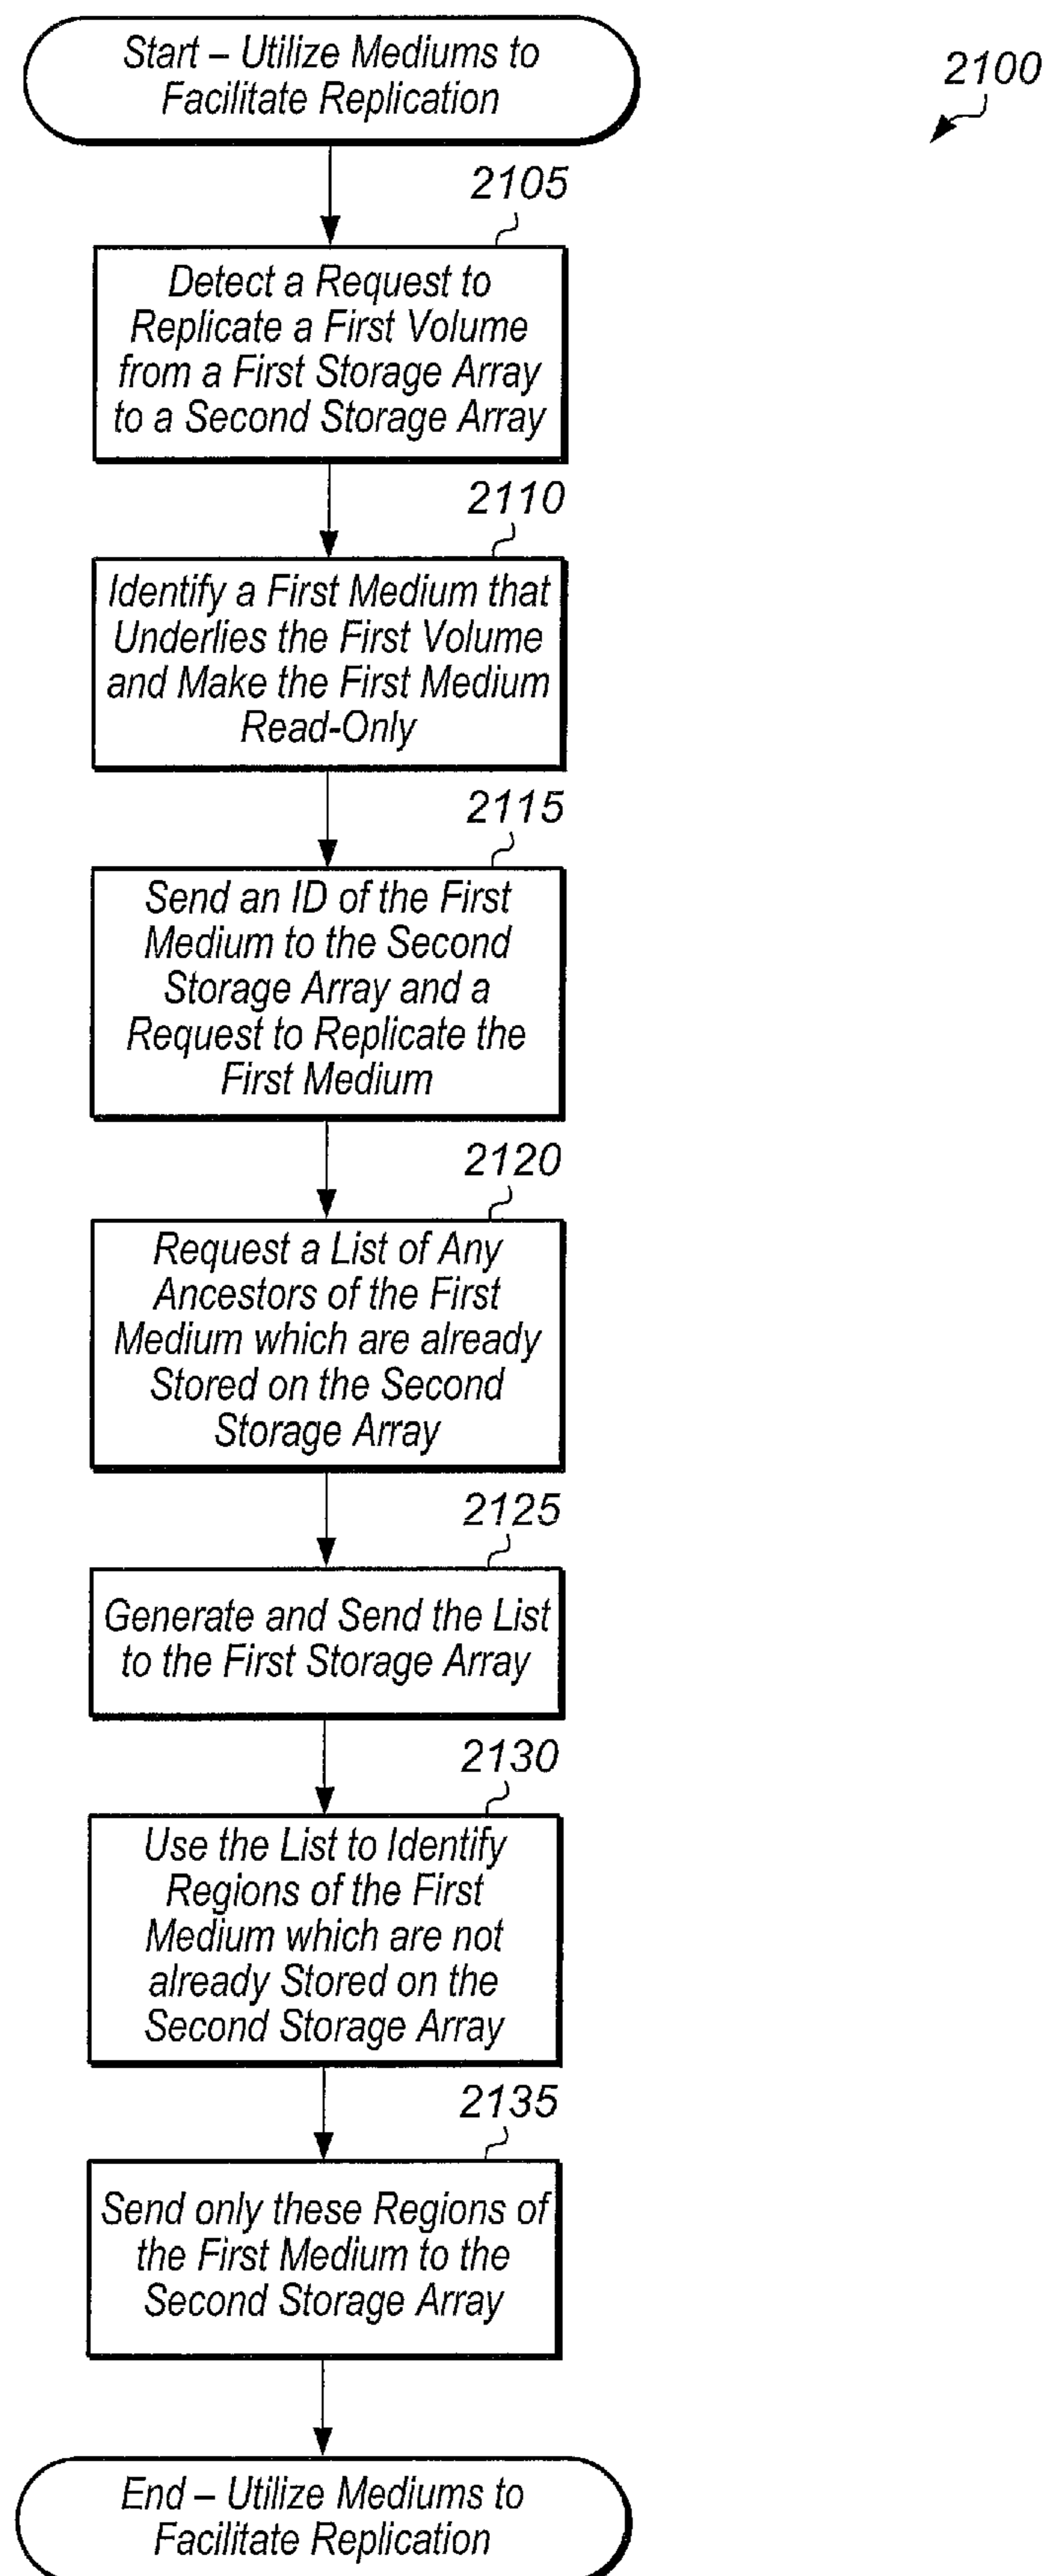 Start – Utilize Mediums to
Facilitate Replication
2100
2105
Detect a Request to
Replicate a First Volume
from a First Storage Array
to a Second Storage Array
2110
Identify a First Medium that
Underlies the First Volume
and Make the First Medium
Read-Only
2115
Send an ID of the First
Medium to the Second
Storage Array and a
Request to Replicate the
First Medium
2120
Request a List of Any
Ancestors of the First
Medium which are already
Stored on the Second
Storage Array
2125
Generate and Send the List
to the First Storage Array
2130
Use the List to Identify
Regions of the First
Medium which are not
already Stored on the
Second Storage Array
2135
Send only these Regions of
the First Medium to the
Second Storage Array
End – Utilize Mediums to
Facilitate Replication